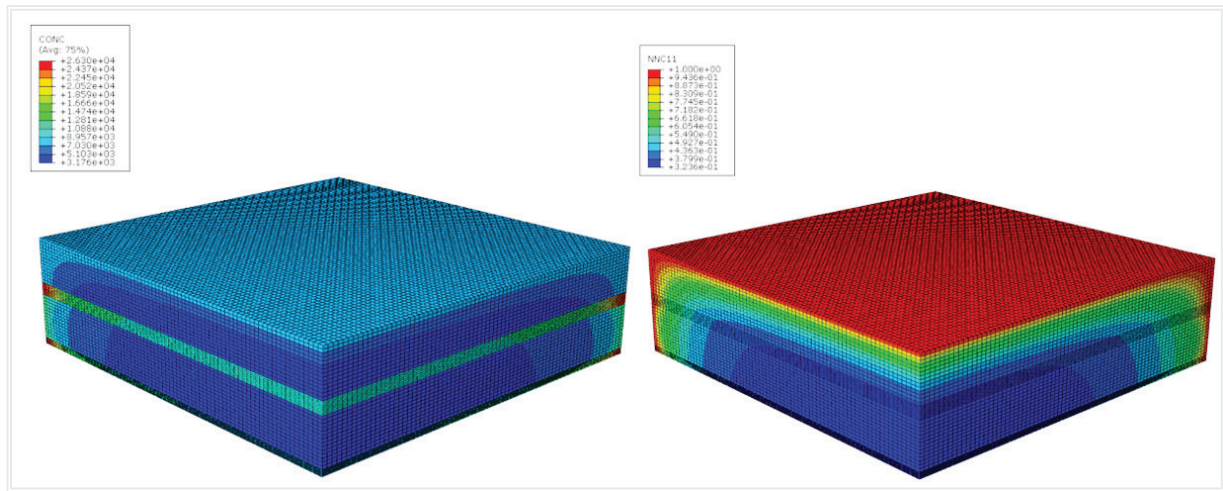 CONC
(Avg: 75%)
+2.630e+04
+2.437e+04
+2.245e+04
+2.052e+04
+1.859e+04
+1.666e+04
+1.474e+04
+1.281e+04
+1.088e+04
+8.957e+03
+7.030e+03
+5.103e+03
+3.176e+03
NNC11
+1.000e+00
+9.436e-01
+8.873e-01
+8.309e-01
+7.745e-01
+7.182e-01
+6.618e-01
+6.054e-01
+5.490e-01
+4.927e-01
+4.363e-01
+3.799e-01
+3.236e-01